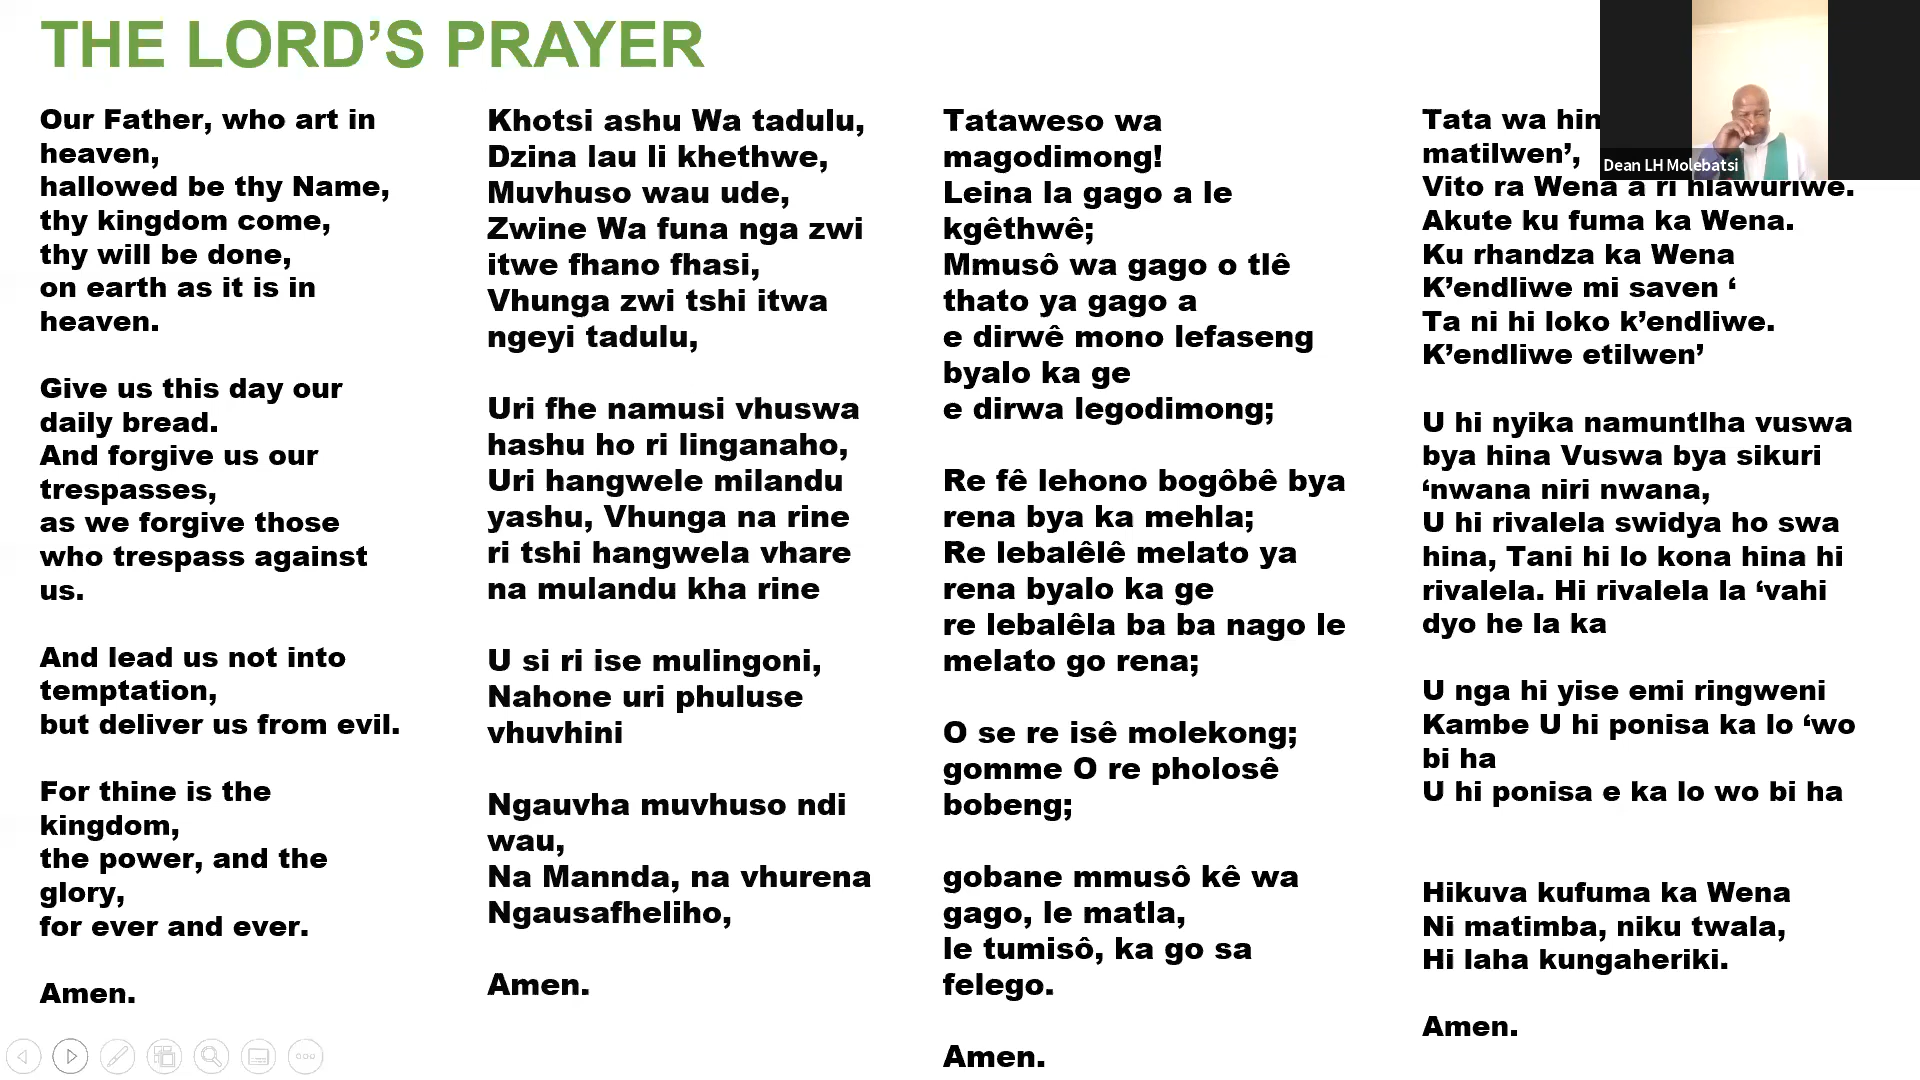 THE LORD’S PRAYER
Our Father, who art in
heaven,
hallowed be thy Name,
thy kingdom come,
thy will be done,
on earth as it is in
heaven.
Give us this day our
daily bread.
And forgive us our
trespasses,
as we forgive those
who trespass against
us.
And lead us not into
temptation,
but deliver us from evil.
For thine is the
kingdom,
the power, and the
glory,
for ever and ever.
Amen.
Khotsi ashu Wa tadulu,
Dzina lau li khethwe,
Muvhuso wau ude,
Zwine Wa funa nga zwi
itwe fhano fhasi,
Vhunga zwi tshi itwa
ngeyi tadulu,
Uri fhe namusi vhuswa
hashu ho ri linganaho,
Uri hangwele milandu
yashu, Vhunga na rine
ri tshi hangwela vhare
na mulandu kha rine
U si ri ise mulingoni,
Nahone uri phuluse
vhuvhini
Ngauvha muvhuso ndi
wau,
Na Mannda, na vhurena
Ngausafheliho,
Amen.
Tataweso wa
magodimong!
Leina la gago a le
kgêthwê;
Mmusô wa gago o tlê
thato ya gago a
e dirwê mono lefaseng
byalo ka ge
e dirwa legodimong;
Re fê lehono bogôbê bya
rena bya ka mehla;
Re lebalêlê melato ya
rena byalo ka ge
re lebalêla ba ba nago le
melato go rena;
O se re isê molekong;
gomme O re pholosê
bobeng;
gobane mmusô kê wa
gago, le matla,
le tumisô, ka go sa
felego.
Amen.
Tata wa
matilwen’,
Vito ra Wena a ri hlawuriwe.
Akute ku fuma ka Wena.
Ku rhandza ka Wena
K’endliwe mi saven ‘
Ta ni hi loko k’endliwe.
K’endliwe etilwen’
U hi nyika namuntlha vuswa
bya hina Vuswa bya sikuri
‘nwana niri nwana,
U hi rivalela swidya ho swa
hina, Tani hi lo kona hina hi
rivalela. Hi rivalela la ‘vahi
dyo he la ka
U nga hi yise emi ringweni
Kambe U hi ponisa ka lo ‘wo
bi ha
U hi ponisa e ka lo wo bi ha
Hikuva kufuma ka Wena
Ni matimba, niku twala,
Hi laha kungaheriki.
Amen.
Dean LH Molebatsi